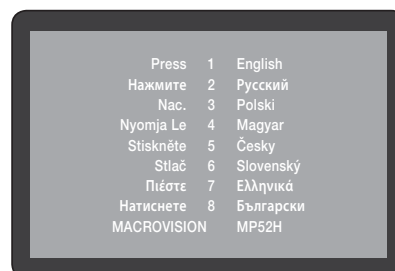 Press 1 English
Нажмите 2 Русский
Nac. 3 Polski
Nyomja Le 4 Magyar
Stiskněte 5 Česky
Stlač 6 Slovenský
Πιέστε 7 Ελληνικά
Натиснете 8 Български
MACROVISION MP52H